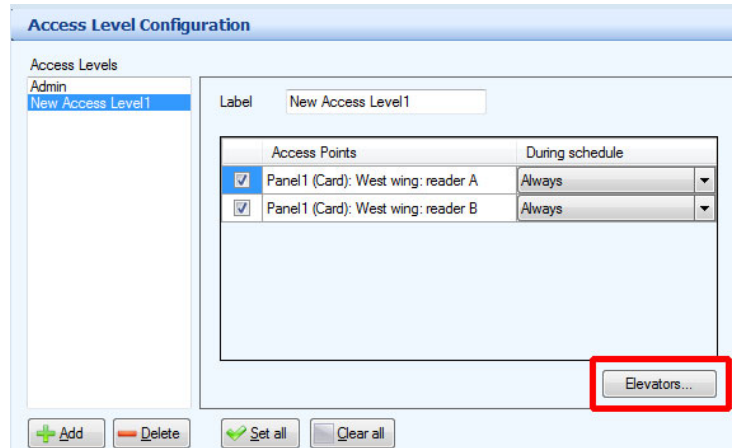 Access Level Configuration
Access Levels
Admin
New Access Level1
Label New Access Level1
Access Points During schedule
Panel1 (Card): West wing: reader A Always
Panel1 (Card): West wing: reader B Always
Elevators...
Add Delete Set all Clear all